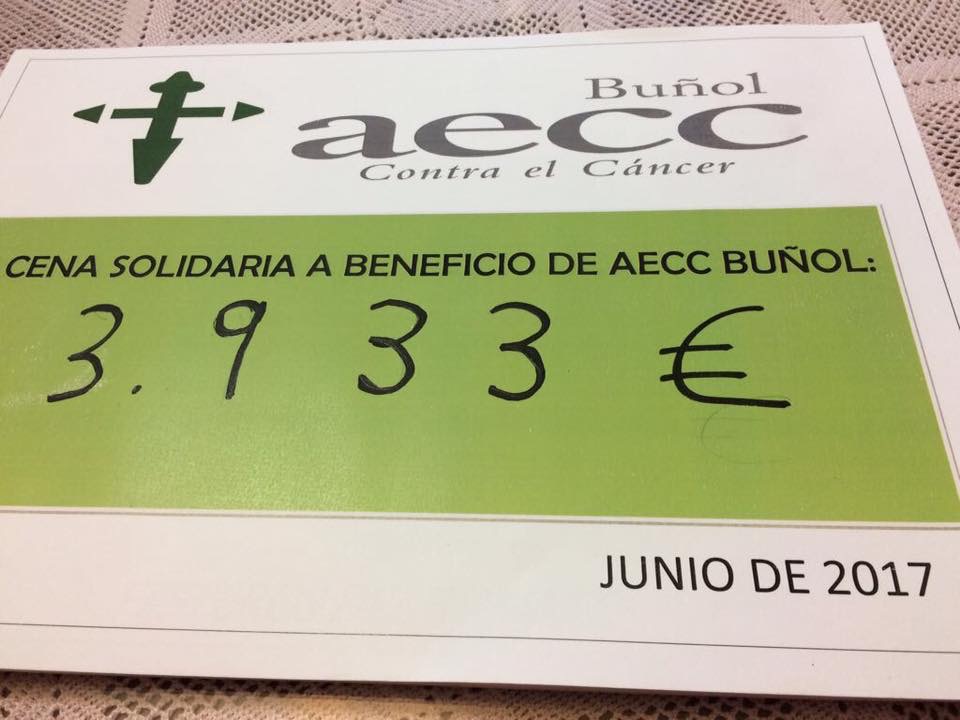 Buñol
aecc
Contra el Cáncer
CENA SOLIDARIA A BENEFICIO DE AECC BUÑOL:
3.933 €
JUNIO DE 2017